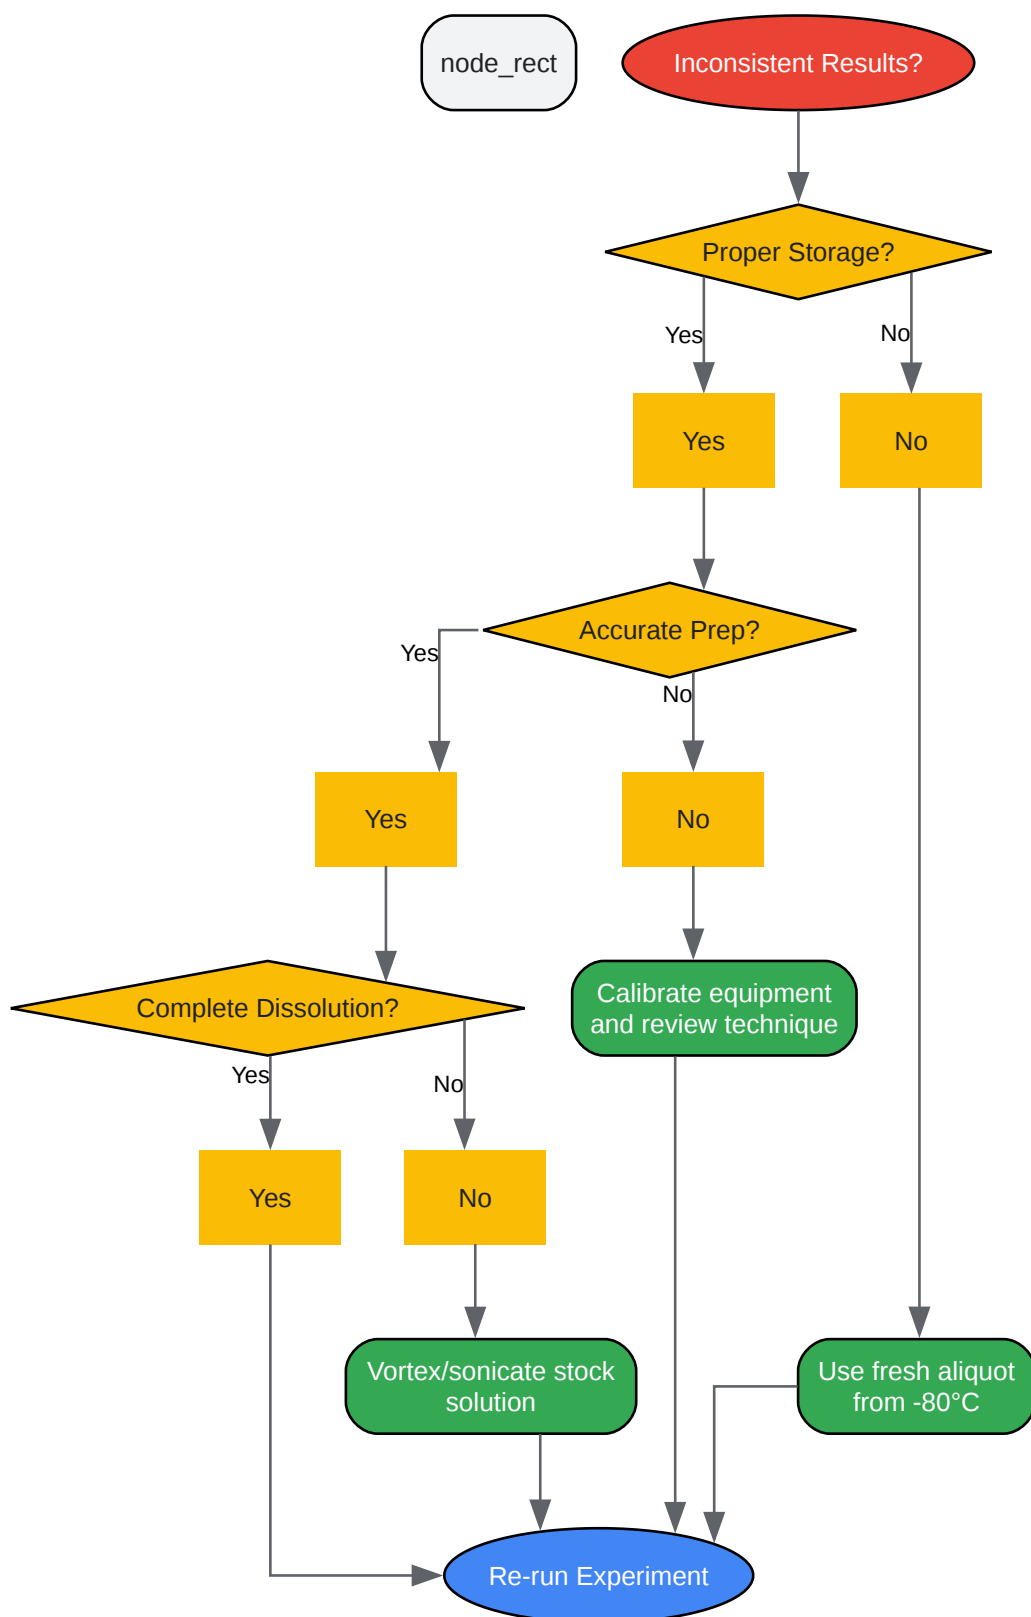 node_rect
Inconsistent Results?
Proper Storage?
Yes
No
Yes
No
Accurate Prep?
Yes
No
Yes
No
Calibrate equipment
and review technique
Complete Dissolution?
Yes
No
Yes
No
Vortex/sonicate stock
solution
Use fresh aliquot
from -80°C
Re-run Experiment